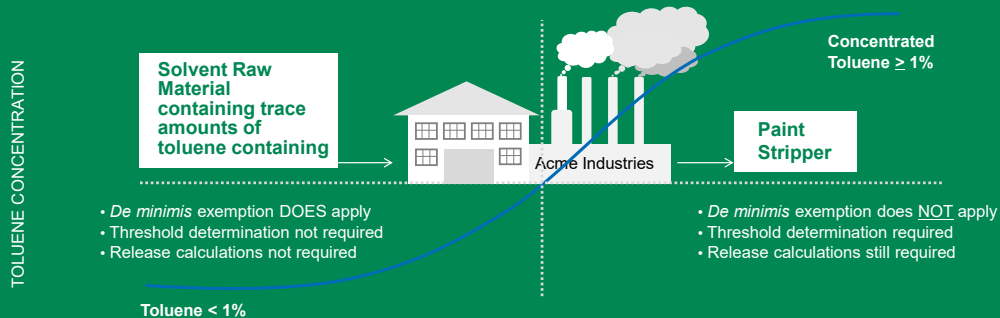 TOLUENE CONCENTRATION
Solvent Raw
Material
containing trace
amounts of
toluene containing
Acme Industries
Concentrated
Toluene ≥ 1%
Paint
Stripper
• De minimis exemption DOES apply
• Threshold determination not required
• Release calculations not required
• De minimis exemption does NOT apply
• Threshold determination required
• Release calculations still required
Toluene < 1%